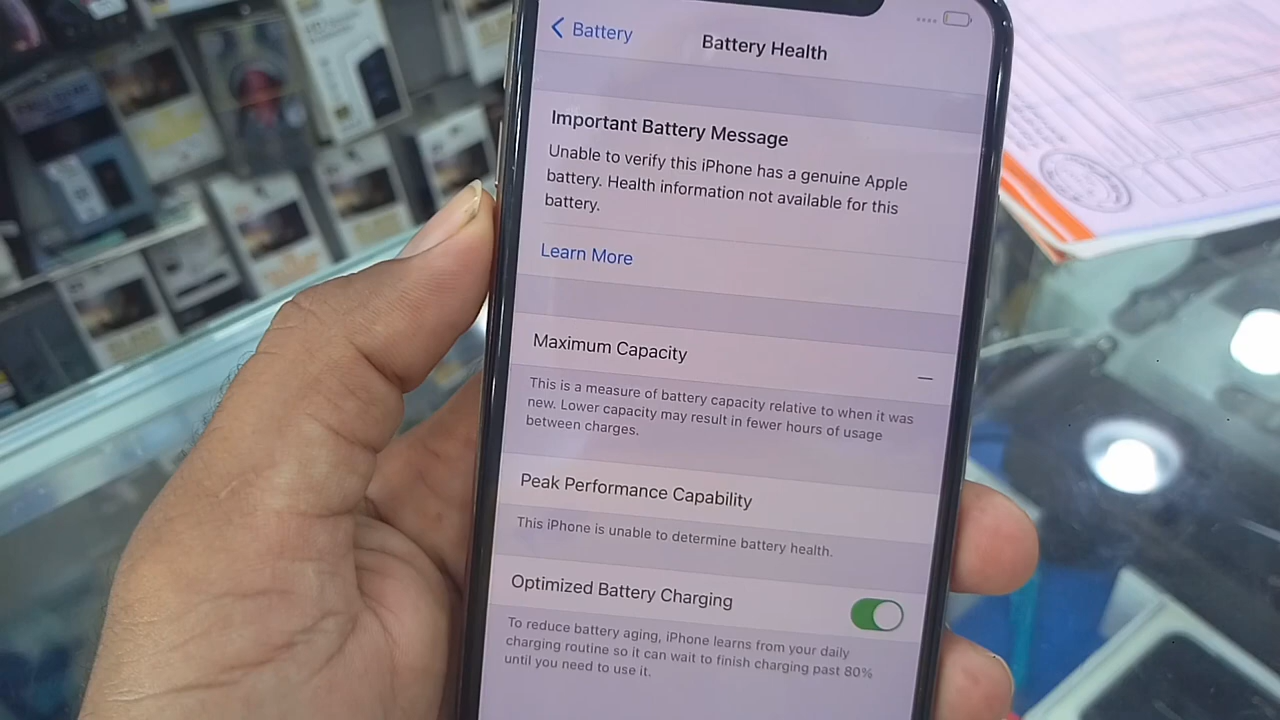 Battery
Battery Health
Important Battery Message
Unable to verify this iPhone has a genuine Apple
battery. Health information not available for this
battery.
Learn More
Maximum Capacity
—
This is a measure of battery capacity relative to when it was
new. Lower capacity may result in fewer hours of usage
between charges.
Peak Performance Capability
This iPhone is unable to determine battery health.
Optimized Battery Charging
To reduce battery aging, iPhone learns from your daily
charging routine so it can wait to finish charging past 80%
until you need to use it.